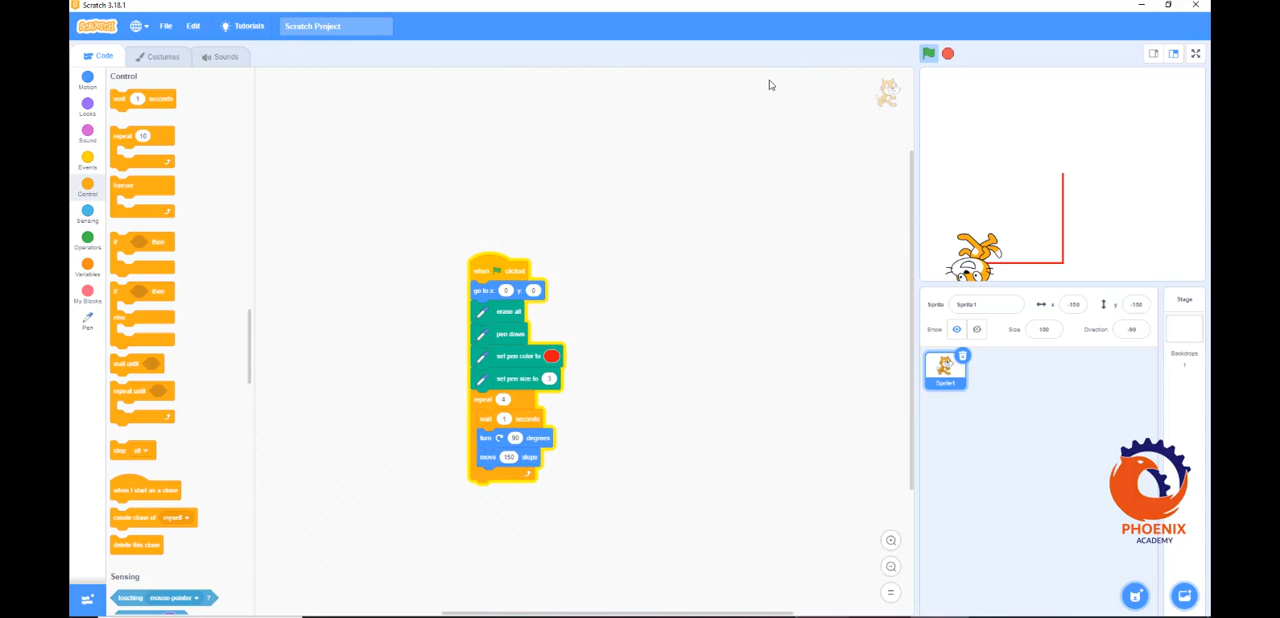 Scratch 3.18.1
SCRATCH
File Edit Tutorials Scratch Project
Code Costumes Sounds
Motion
Looks
Sound
Events
Control
Sensing
Operators
Variables
My Blocks
Pen
Control
wait 1 seconds
repeat 10
forever
if then
if then
else
wait until
repeat until
stop all
when I start as a clone
create clone of myself
delete this clone
Sensing
touching mouse-pointer ?
when clicked
go to x: 0 y: 0
erase all
pen down
set pen color to
set pen size to 3
repeat 4
wait 1 seconds
turn 90 degrees
move 150 steps
Sprite Sprite1 x -150 y -150
Show Size 100 Direction -90
Sprite1
Stage
Backdrops
1
PHOENIX
ACADEMY